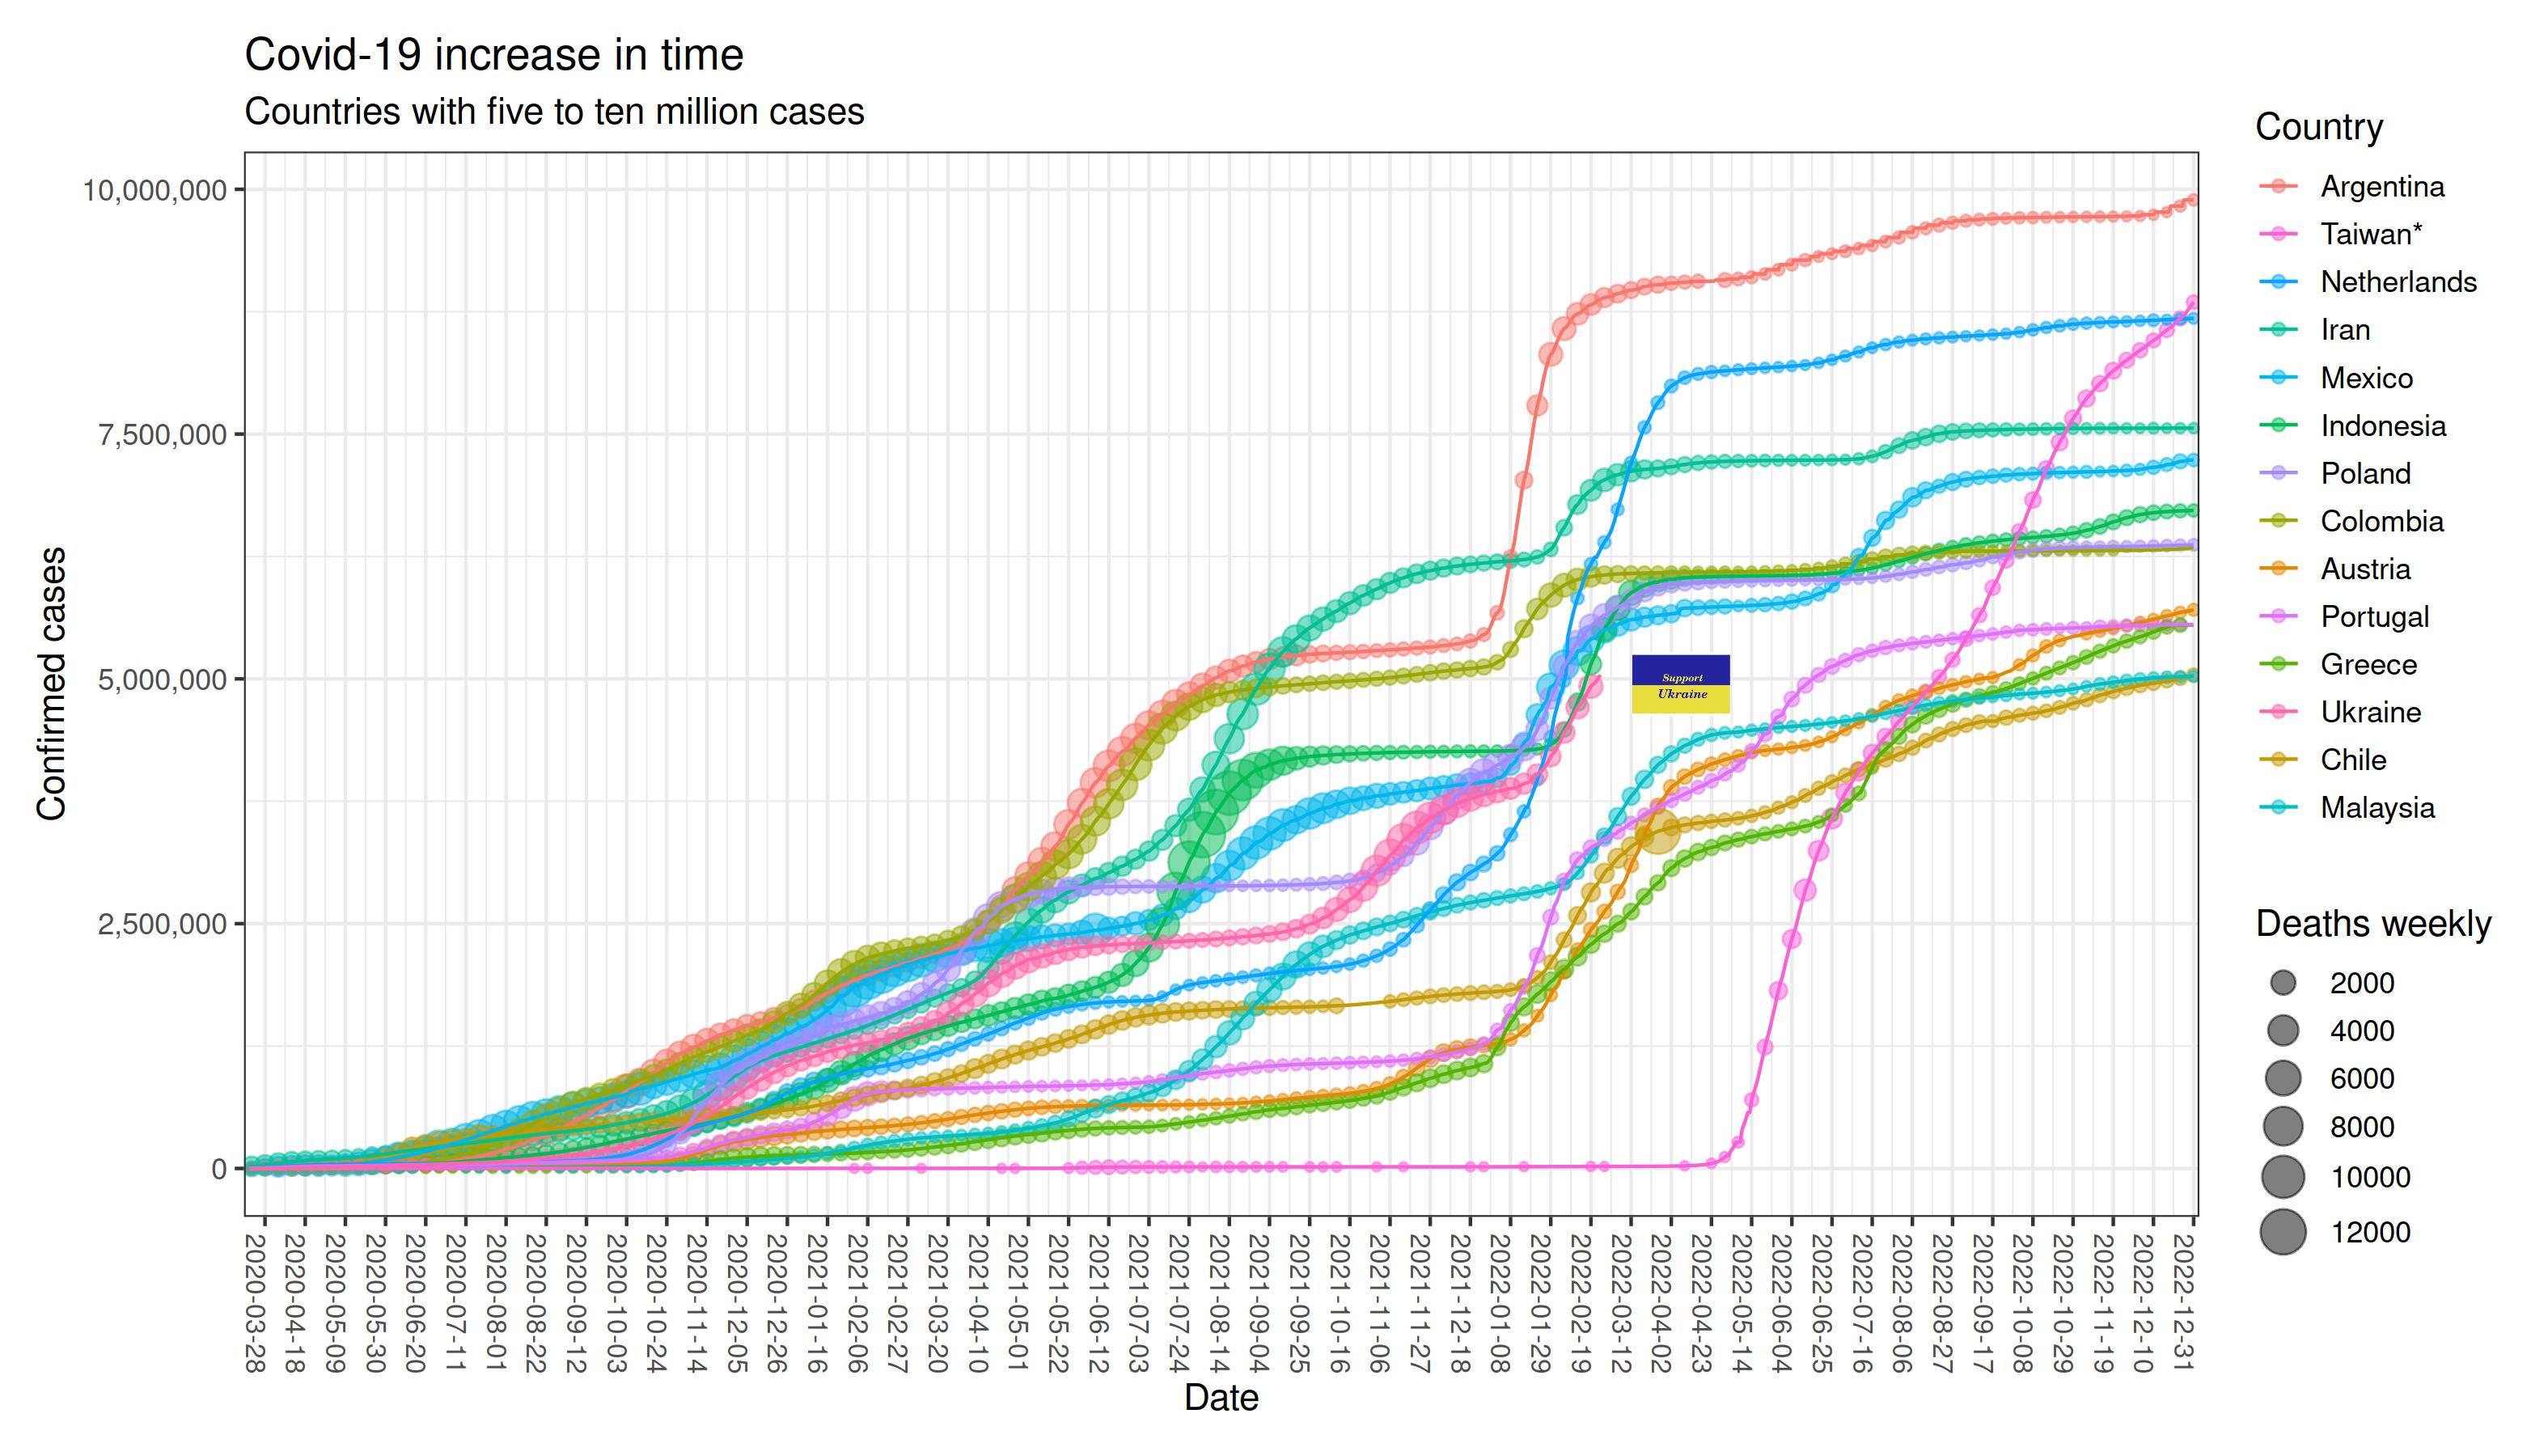 Covid-19 increase in time
Countries with five to ten million cases
Confirmed cases
10,000,000
7,500,000
5,000,000
2,500,000
0
Support
Ukraine
2020-03-28
2020-04-18
2020-05-09
2020-05-30
2020-06-20
2020-07-11
2020-08-01
2020-08-22
2020-09-12
2020-10-03
2020-10-24
2020-11-14
2020-12-05
2020-12-26
2021-01-16
2021-02-06
2021-02-27
2021-03-20
2021-04-10
2021-05-01
2021-05-22
2021-06-12
2021-07-03
2021-07-24
2021-08-14
2021-09-04
2021-09-25
2021-10-16
2021-11-06
2021-11-27
2021-12-18
2022-01-08
2022-01-29
2022-02-19
2022-03-12
2022-04-02
2022-04-23
2022-05-14
2022-06-04
2022-06-25
2022-07-16
2022-08-06
2022-08-27
2022-09-17
2022-10-08
2022-10-29
2022-11-19
2022-12-10
2022-12-31
Date
Country
Argentina
Taiwan*
Netherlands
Iran
Mexico
Indonesia
Poland
Colombia
Austria
Portugal
Greece
Ukraine
Chile
Malaysia
Deaths weekly
2000
4000
6000
8000
10000
12000